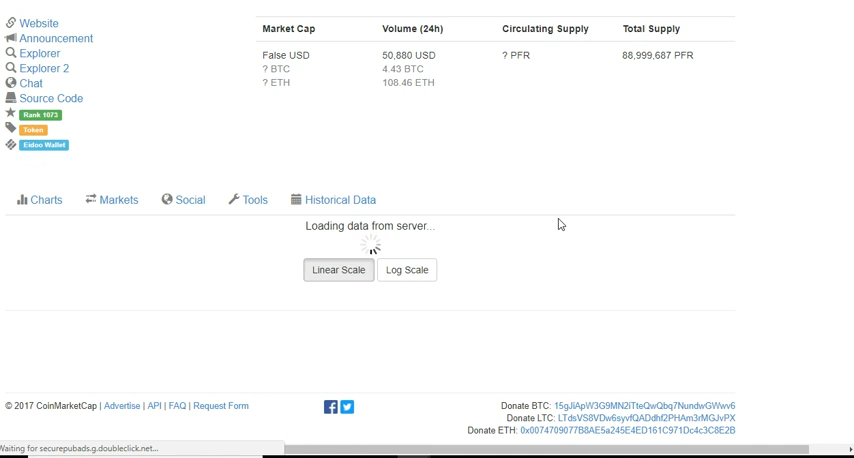 Website
Announcement
Explorer
Explorer 2
Chat
Source Code
Rank 1073
Token
Eidoo Wallet
Market Cap Volume (24h) Circulating Supply Total Supply
False USD 50,880 USD ? PFR 88,999,687 PFR
? BTC 4.43 BTC
? ETH 108.46 ETH
Charts Markets Social Tools Historical Data
Loading data from server...
Linear Scale Log Scale
© 2017 CoinMarketCap | Advertise | API | FAQ | Request Form
Donate BTC: 15gJiApW3G9MN2iTteQwQbq7NundwGWwv6
Donate LTC: LTdsVS8VDw6syvfQADdhf2PHAm3rMGJvPX
Donate ETH: 0x0074709077B8AE5a245E4ED161C971Dc4c3C8E2B
Waiting for securepubads.g.doubleclick.net...